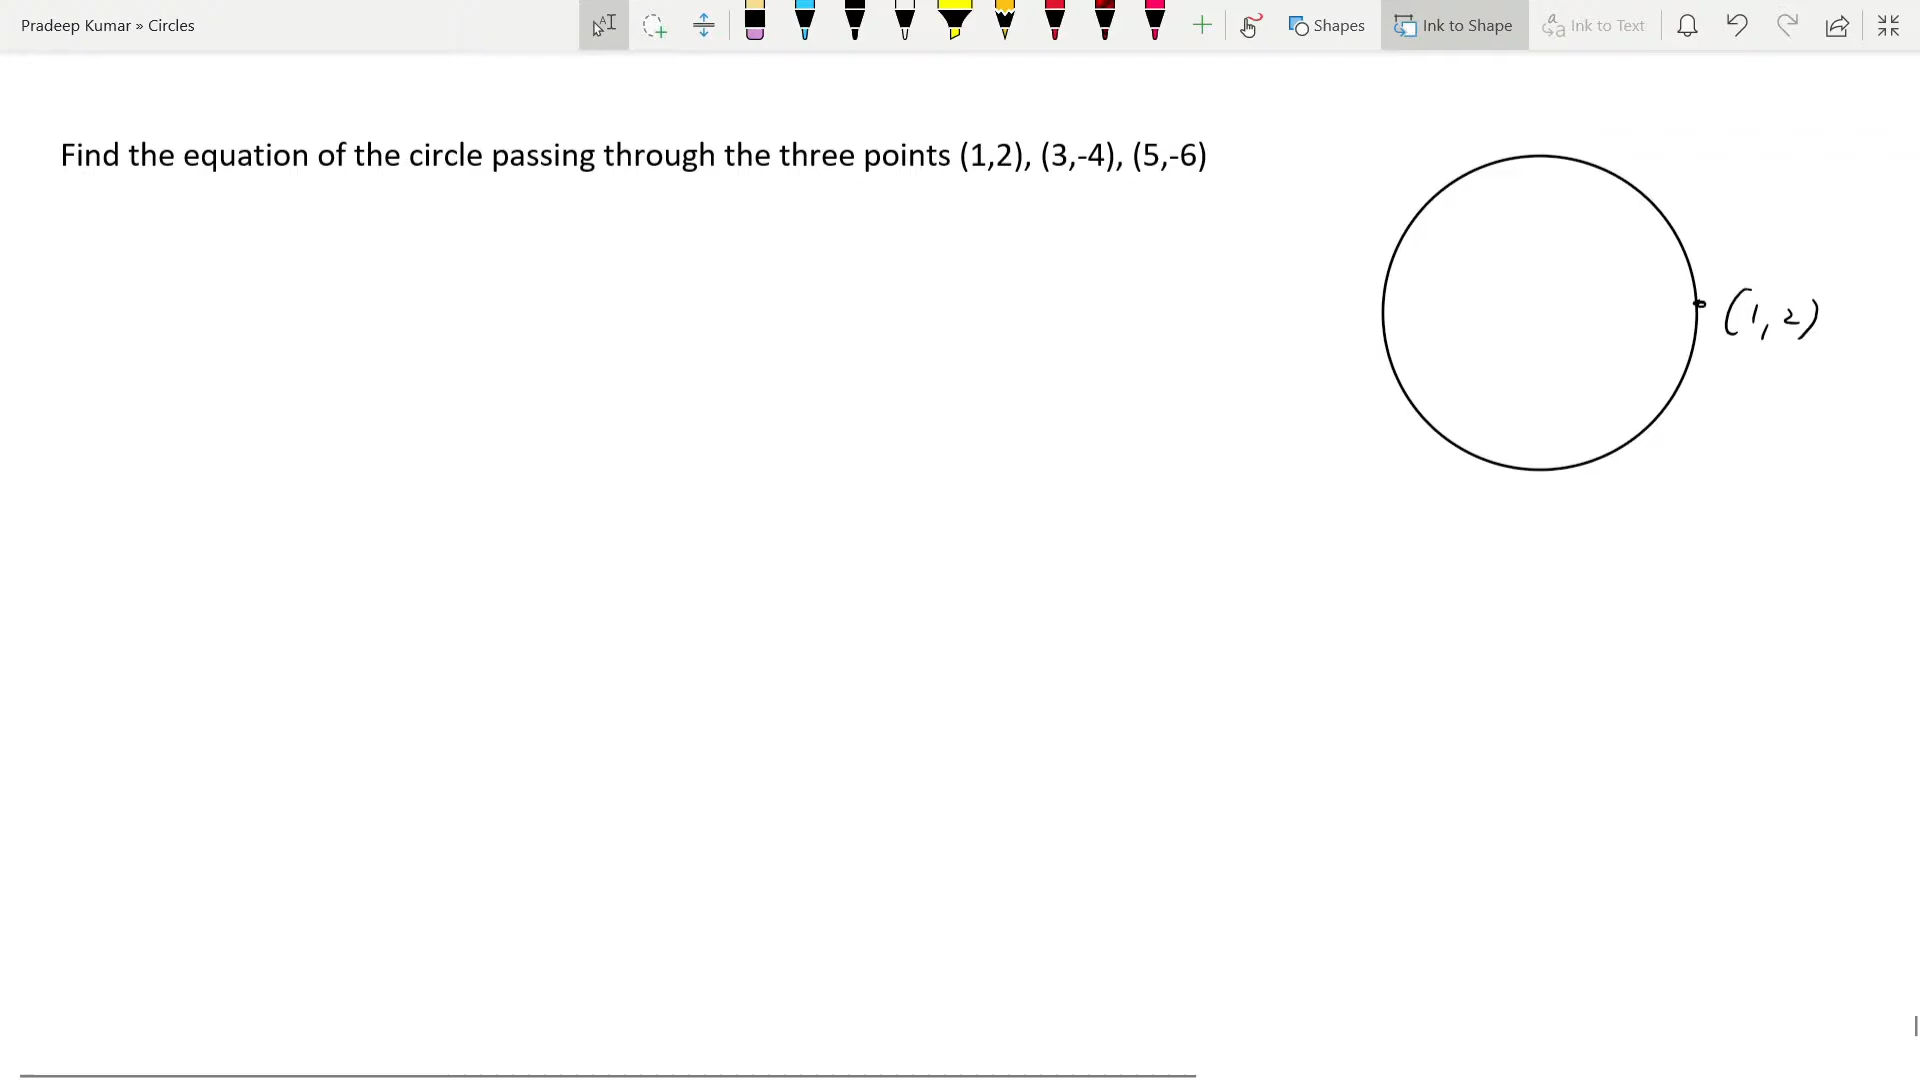 Pradeep Kumar » Circles
Shapes
Ink to Shape
Ink to Text
Find the equation of the circle passing through the three points (1,2), (3,-4), (5,-6)
(1, 2)